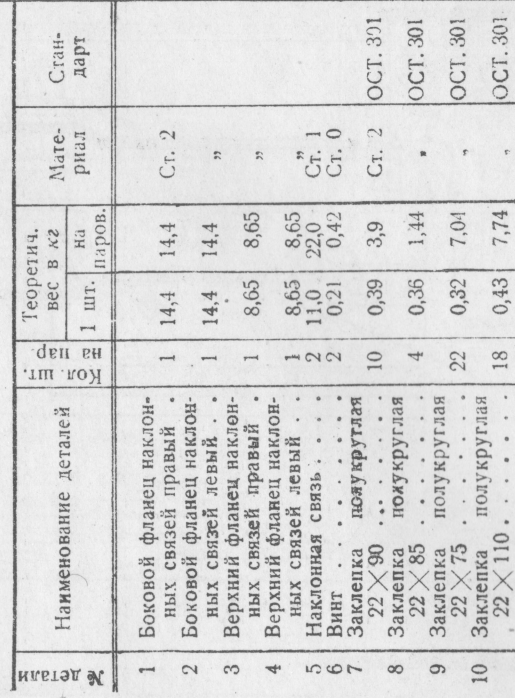 № детали | Наименование деталей | Кол. шт. на пар. | Теоретич. вес в кг | Мате- риал | Стан- дарт
1 шт. | на паров.
1 Боковой фланец наклон-
ных связей правый . 1 14,4 14,4 Ст. 2
2 Боковой фланец наклон-
ных связей левый . . 1 14,4 14,4 „
3 Верхний фланец наклон-
ных связей правый . 1 8,65 8,65 „
4 Верхний фланец наклон-
ных связей левый . . 1 8,65 8,65 „
5 Наклонная связь . . . . 2 11,0 22,0 Ст. 1
6 Винт . . . . . . . . 2 0,21 0,42 Ст. 0
7 Заклепка полукруглая
22 × 90 . . . . . . 10 0,39 3,9 Ст. 2 ОСТ. 301
8 Заклепка полукруглая
22 × 85 . . . . . . 4 0,36 1,44 „ ОСТ. 301
9 Заклепка полукруглая
22 × 75 . . . . . . 22 0,32 7,04 „ ОСТ. 301
10 Заклепка полукруглая
22 × 110 . . . . . 18 0,43 7,74 „ ОСТ. 301